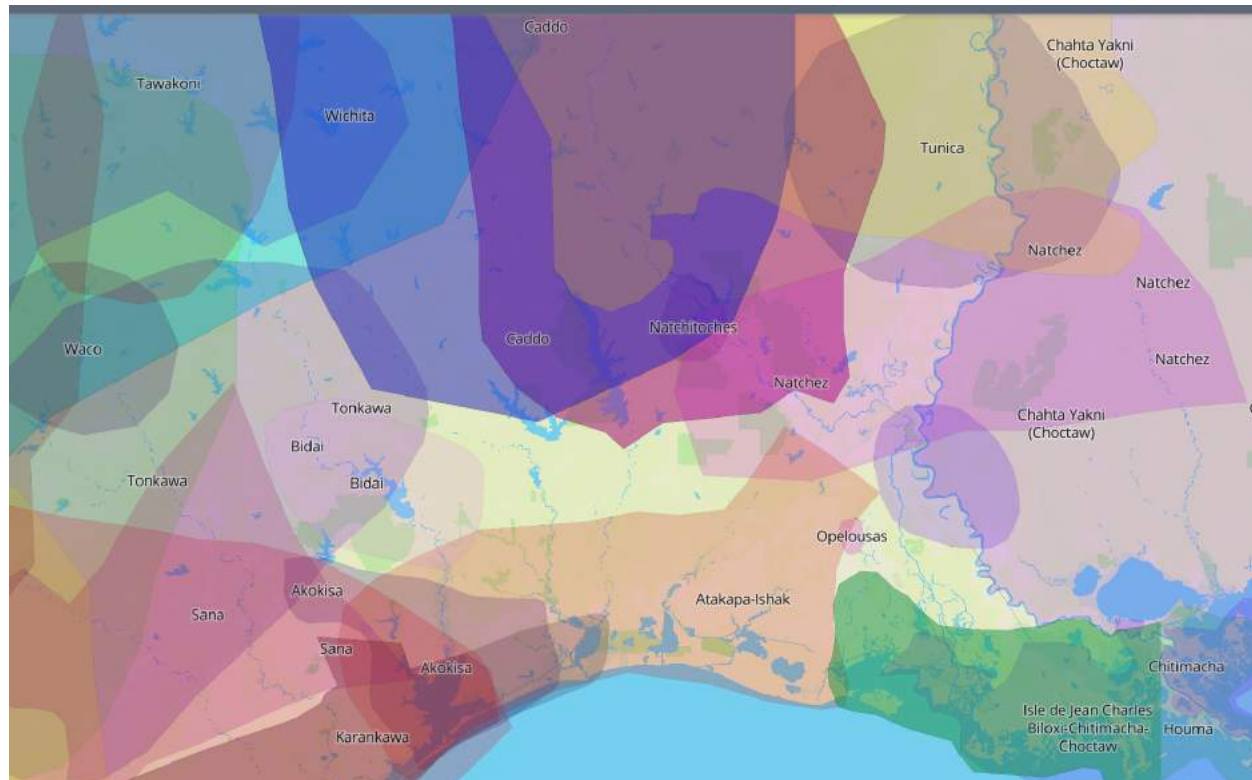 Caddo
Chahta Yakni
(Choctaw)
Tawakoni
Wichita
Tunica
Natchez
Natchez
Natchitoches
Caddo
Waco
Natchez
Natchez
Tonkawa
Chahta Yakni
(Choctaw)
Bidai
Tonkawa
Bidai
Opelousas
Akokisa
Atakapa-Ishak
Sana
Sana
Akokisa
Chitimacha
Isle de Jean Charles
Biloxi-Chitimacha-
Choctaw
Houma
Karankawa